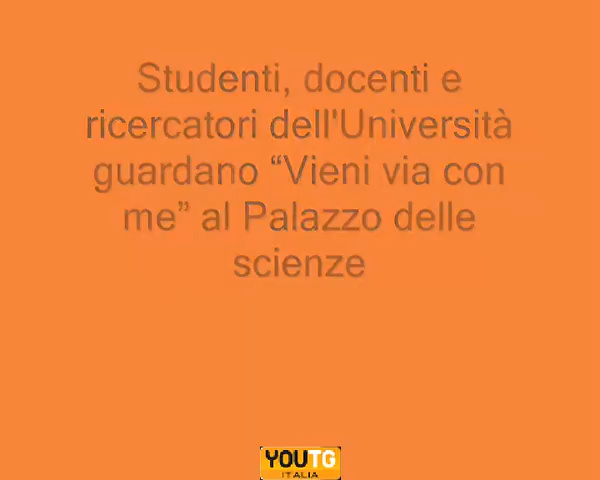 Studenti, docenti e
ricercatori dell'Università
guardano “Vieni via con
me” al Palazzo delle
scienze
YOUTG
ITALIA